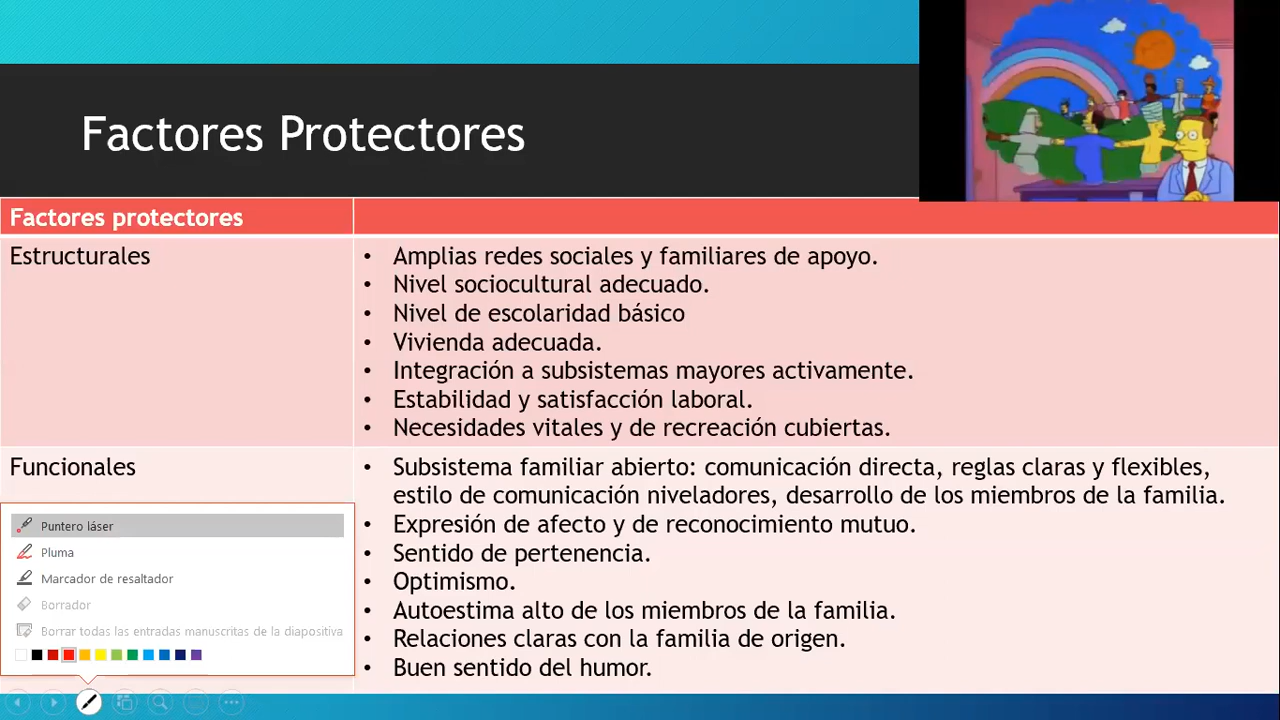 Factores Protectores
Factores protectores
Estructurales
• Amplias redes sociales y familiares de apoyo.
• Nivel sociocultural adecuado.
• Nivel de escolaridad básico
• Vivienda adecuada.
• Integración a subsistemas mayores activamente.
• Estabilidad y satisfacción laboral.
• Necesidades vitales y de recreación cubiertas.
Funcionales
• Subsistema familiar abierto: comunicación directa, reglas claras y flexibles,
estilo de comunicación niveladores, desarrollo de los miembros de la familia.
• Expresión de afecto y de reconocimiento mutuo.
• Sentido de pertenencia.
• Optimismo.
• Autoestima alto de los miembros de la familia.
• Relaciones claras con la familia de origen.
• Buen sentido del humor.
Puntero láser
Pluma
Marcador de resaltador
Borrador
Borrar todas las entradas manuscritas de la diapositiva